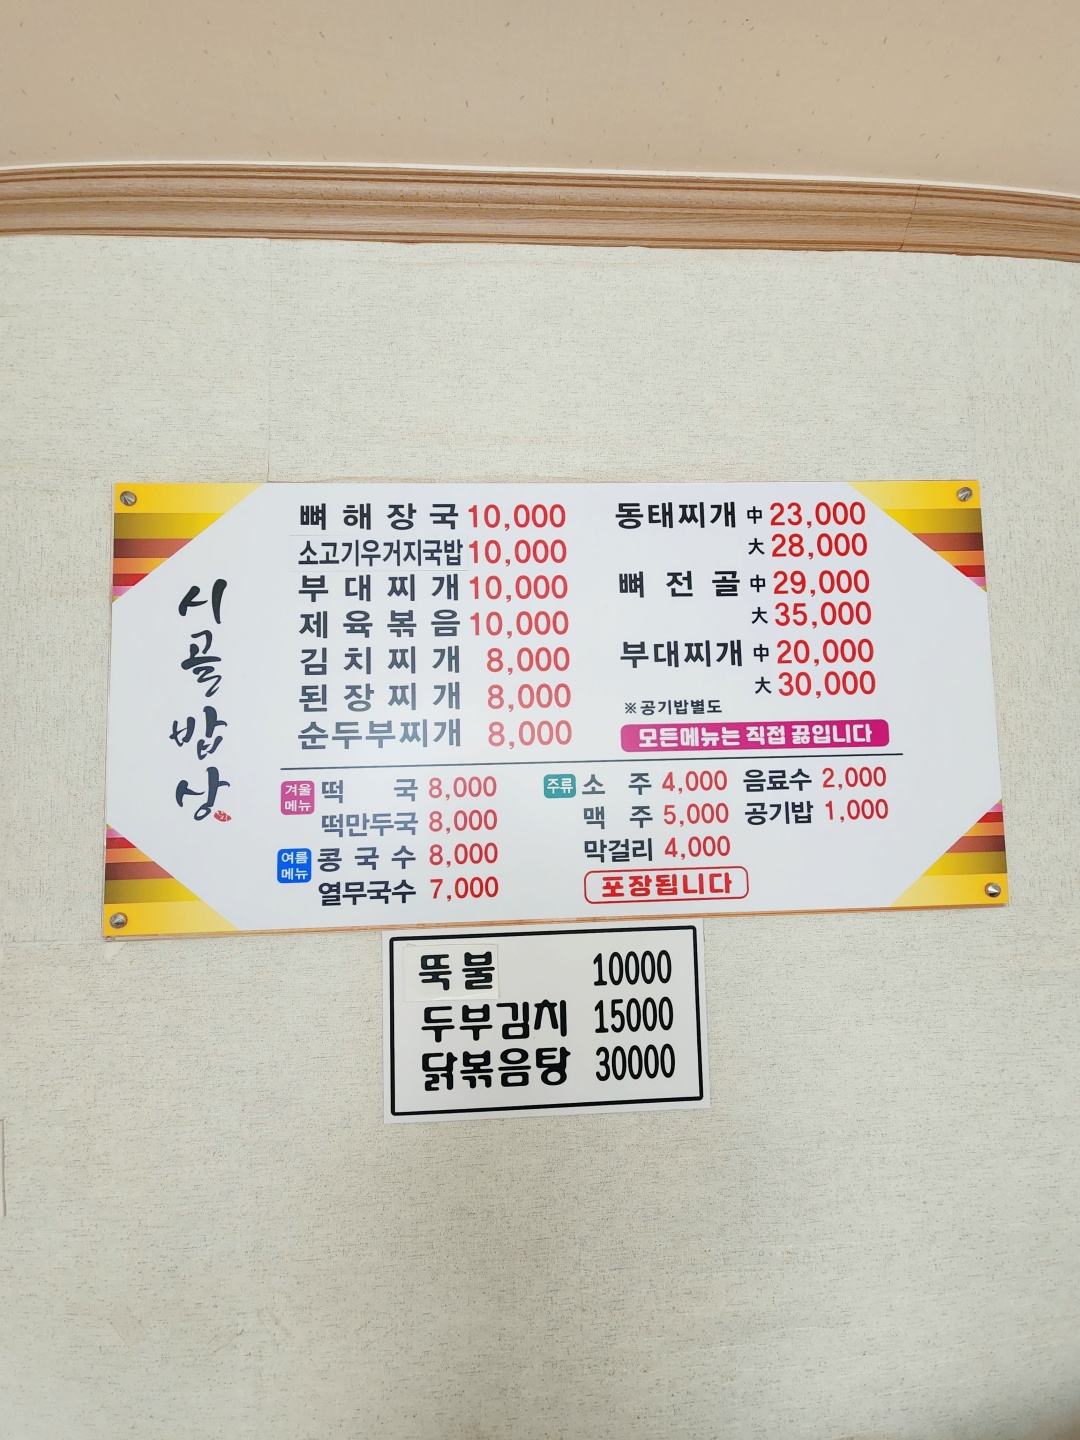 시골밥상
뼈해장국 10,000
소고기우거지국밥 10,000
부대찌개 10,000
제육볶음 10,000
김치찌개 8,000
된장찌개 8,000
순두부찌개 8,000
동태찌개 中 23,000
大 28,000
뼈전골 中 29,000
大 35,000
부대찌개 中 20,000
大 30,000
※공기밥별도
모든메뉴는 직접 끓입니다
겨울메뉴 떡국 8,000
떡만두국 8,000
여름메뉴 콩국수 8,000
열무국수 7,000
주류 소주 4,000 음료수 2,000
맥주 5,000 공기밥 1,000
막걸리 4,000
포장됩니다
뚝불 10000
두부김치 15000
닭볶음탕 30000